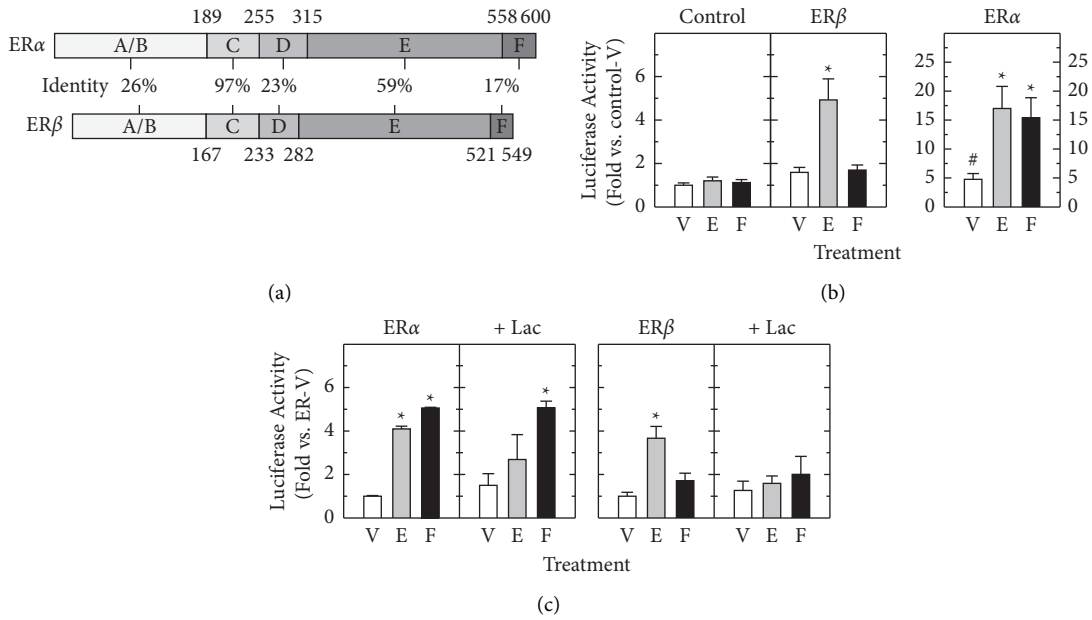 189 255 315 558 600
ERα A/B C D E F
Identity 26% 97% 23% 59% 17%
ERβ A/B C D E F
167 233 282 521 549
(a)
Control ERβ ERα
Luciferase Activity
(Fold vs. control-V)
6
4
2
0
*
V E F V E F
25
20
15
10
5
0
# * *
25
20
15
10
5
0
V E F
Treatment
(b)
ERα + Lac ERβ + Lac
Luciferase Activity
(Fold vs. ER-V)
6
4
2
0
* * * *
V E F V E F V E F V E F
Treatment
(c)